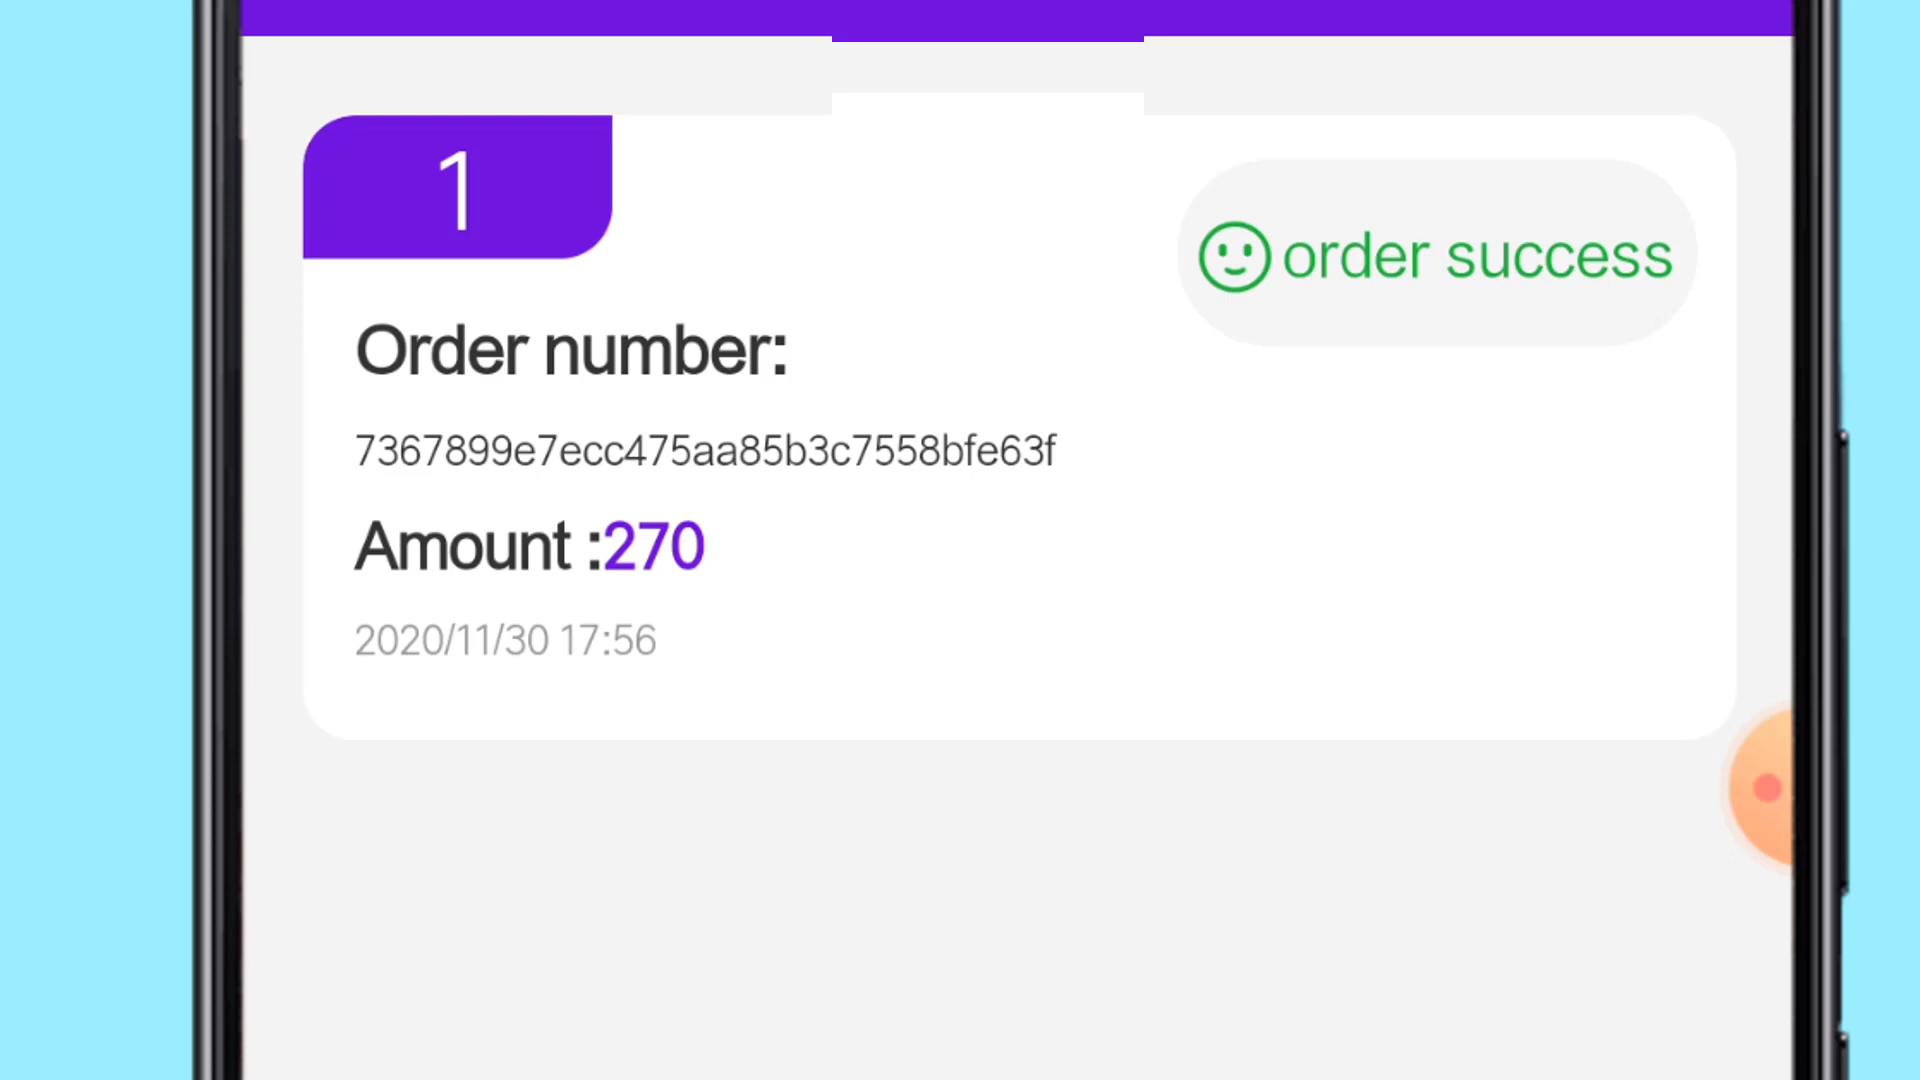 1
order success
Order number:
7367899e7ecc475aa85b3c7558bfe63f
Amount :270
2020/11/30 17:56